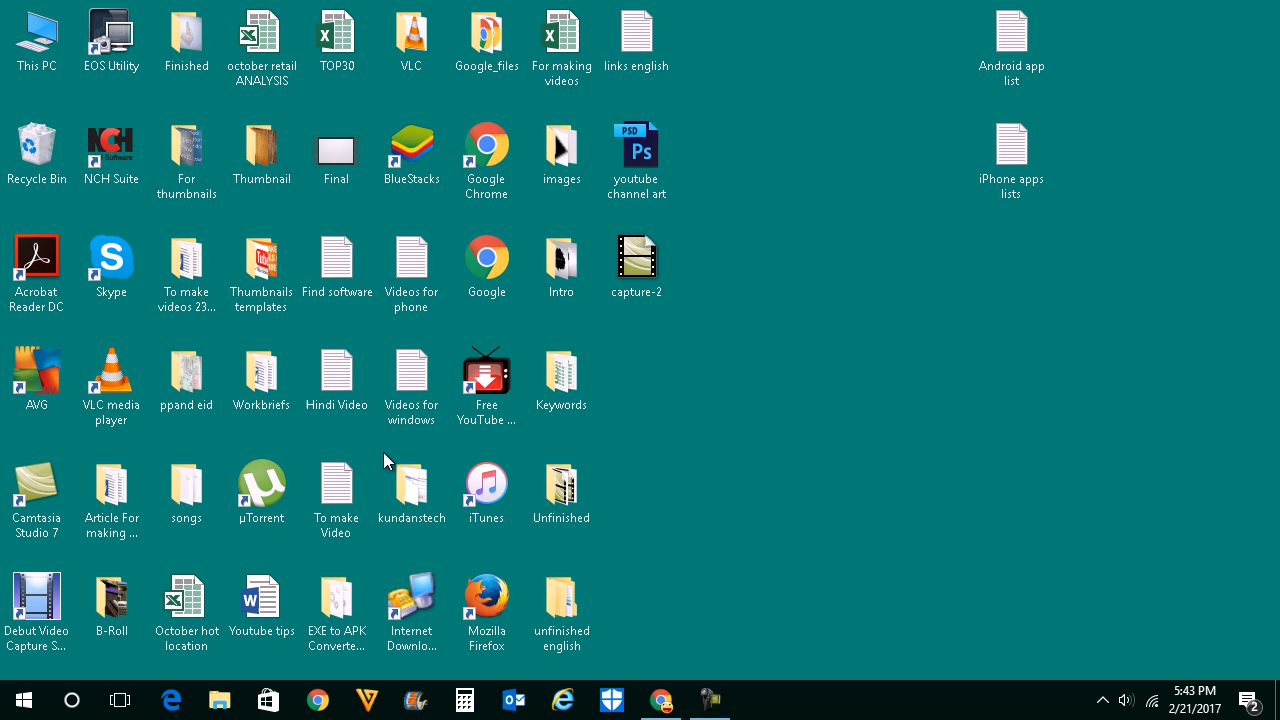 This PC
EOS Utility
Finished
october retail
ANALYSIS
TOP30
VLC
Google_files
For making
videos
links english
Android app
list
Recycle Bin
NCH
Software
NCH Suite
For
thumbnails
Thumbnail
Final
BlueStacks
Google
Chrome
images
PSD
Ps
youtube
channel art
iPhone apps
lists
Acrobat
Reader DC
Skype
To make
videos 23...
Thumbnails
templates
Find software
Videos for
phone
Google
Intro
capture-2
AVG
VLC media
player
ppand eid
Workbriefs
Hindi Video
Videos for
windows
Free
YouTube ...
Keywords
Camtasia
Studio 7
Article For
making ...
songs
µTorrent
To make
Video
kundanstech
iTunes
Unfinished
Debut Video
Capture S...
B-Roll
October hot
location
Youtube tips
EXE to APK
Converte...
Internet
Downlo...
Mozilla
Firefox
unfinished
english
5:43 PM
2/21/2017
2